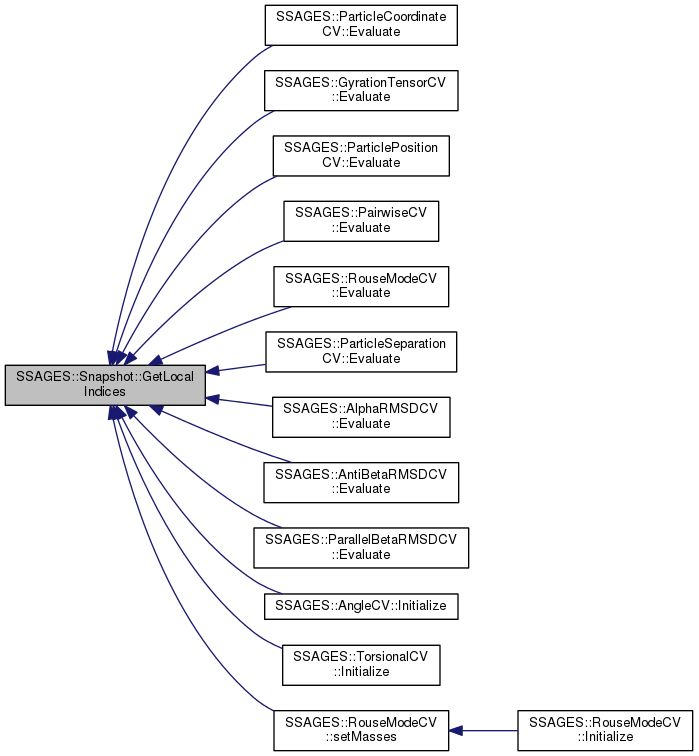 SSAGES::ParticleCoordinate
CV::Evaluate
SSAGES::GyrationTensorCV
::Evaluate
SSAGES::ParticlePosition
CV::Evaluate
SSAGES::PairwiseCV
::Evaluate
SSAGES::RouseModeCV
::Evaluate
SSAGES::ParticleSeparation
CV::Evaluate
SSAGES::Snapshot::GetLocal
Indices
SSAGES::AlphaRMSDCV
::Evaluate
SSAGES::AntiBetaRMSDCV
::Evaluate
SSAGES::ParallelBetaRMSDCV
::Evaluate
SSAGES::AngleCV::Initialize
SSAGES::TorsionalCV
::Initialize
SSAGES::RouseModeCV
::setMasses
SSAGES::RouseModeCV
::Initialize